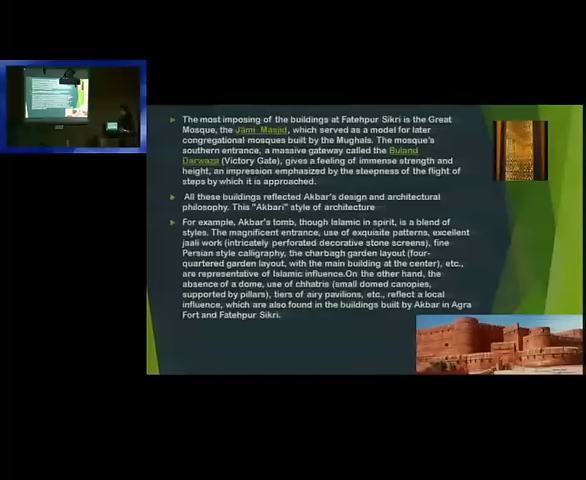 The most imposing of the buildings at Fatehpur Sikri is the Great
Mosque, the Jāmi Masjid, which served as a model for later
congregational mosques built by the Mughals. The mosque's
southern entrance, a massive gateway called the Buland
Darwaza (Victory Gate), gives a feeling of immense strength and
height, an impression emphasized by the steepness of the flight of
steps by which it is approached.
All these buildings reflected Akbar's design and architectural
philosophy. This "Akbari" style of architecture
For example, Akbar's tomb, though Islamic in spirit, is a blend of
styles. The magnificent entrance, use of exquisite patterns, excellent
jaali work (intricately perforated decorative stone screens), fine
Persian style calligraphy, the charbagh garden layout (four-
quartered garden layout, with the main building at the center), etc.,
are representative of Islamic influence.On the other hand, the
absence of a dome, use of chhatris (small domed canopies,
supported by pillars), tiers of airy pavilions, etc., reflect a local
influence, which are also found in the buildings built by Akbar in Agra
Fort and Fatehpur Sikri.